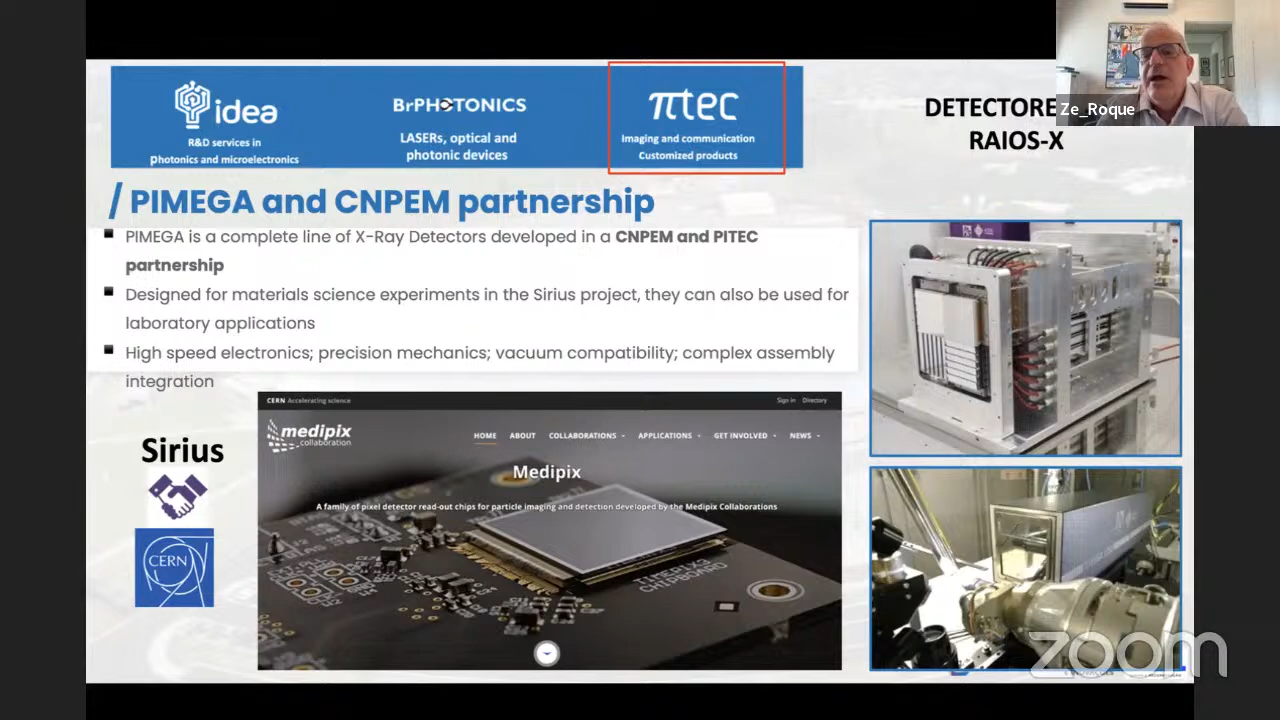 idea
R&D services in
photonics and microelectronics
BrPHOTONICS
LASERs, optical and
photonic devices
πtec
Imaging and communication
Customized products
DETECTORE
RAIOS-X
Ze_Roque
/ PIMEGA and CNPEM partnership
PIMEGA is a complete line of X-Ray Detectors developed in a CNPEM and PITEC
partnership
Designed for materials science experiments in the Sirius project, they can also be used for
laboratory applications
High speed electronics; precision mechanics; vacuum compatibility; complex assembly
integration
Sirius
CERN
CERN Accelerating science
Sign in Directory
medipix
collaboration
HOME ABOUT COLLABORATIONS APPLICATIONS GET INVOLVED NEWS
Medipix
A family of pixel detector read-out chips for particle imaging and detection developed by the Medipix Collaborations
TIMEPIX3
CHIPBOARD
zoom